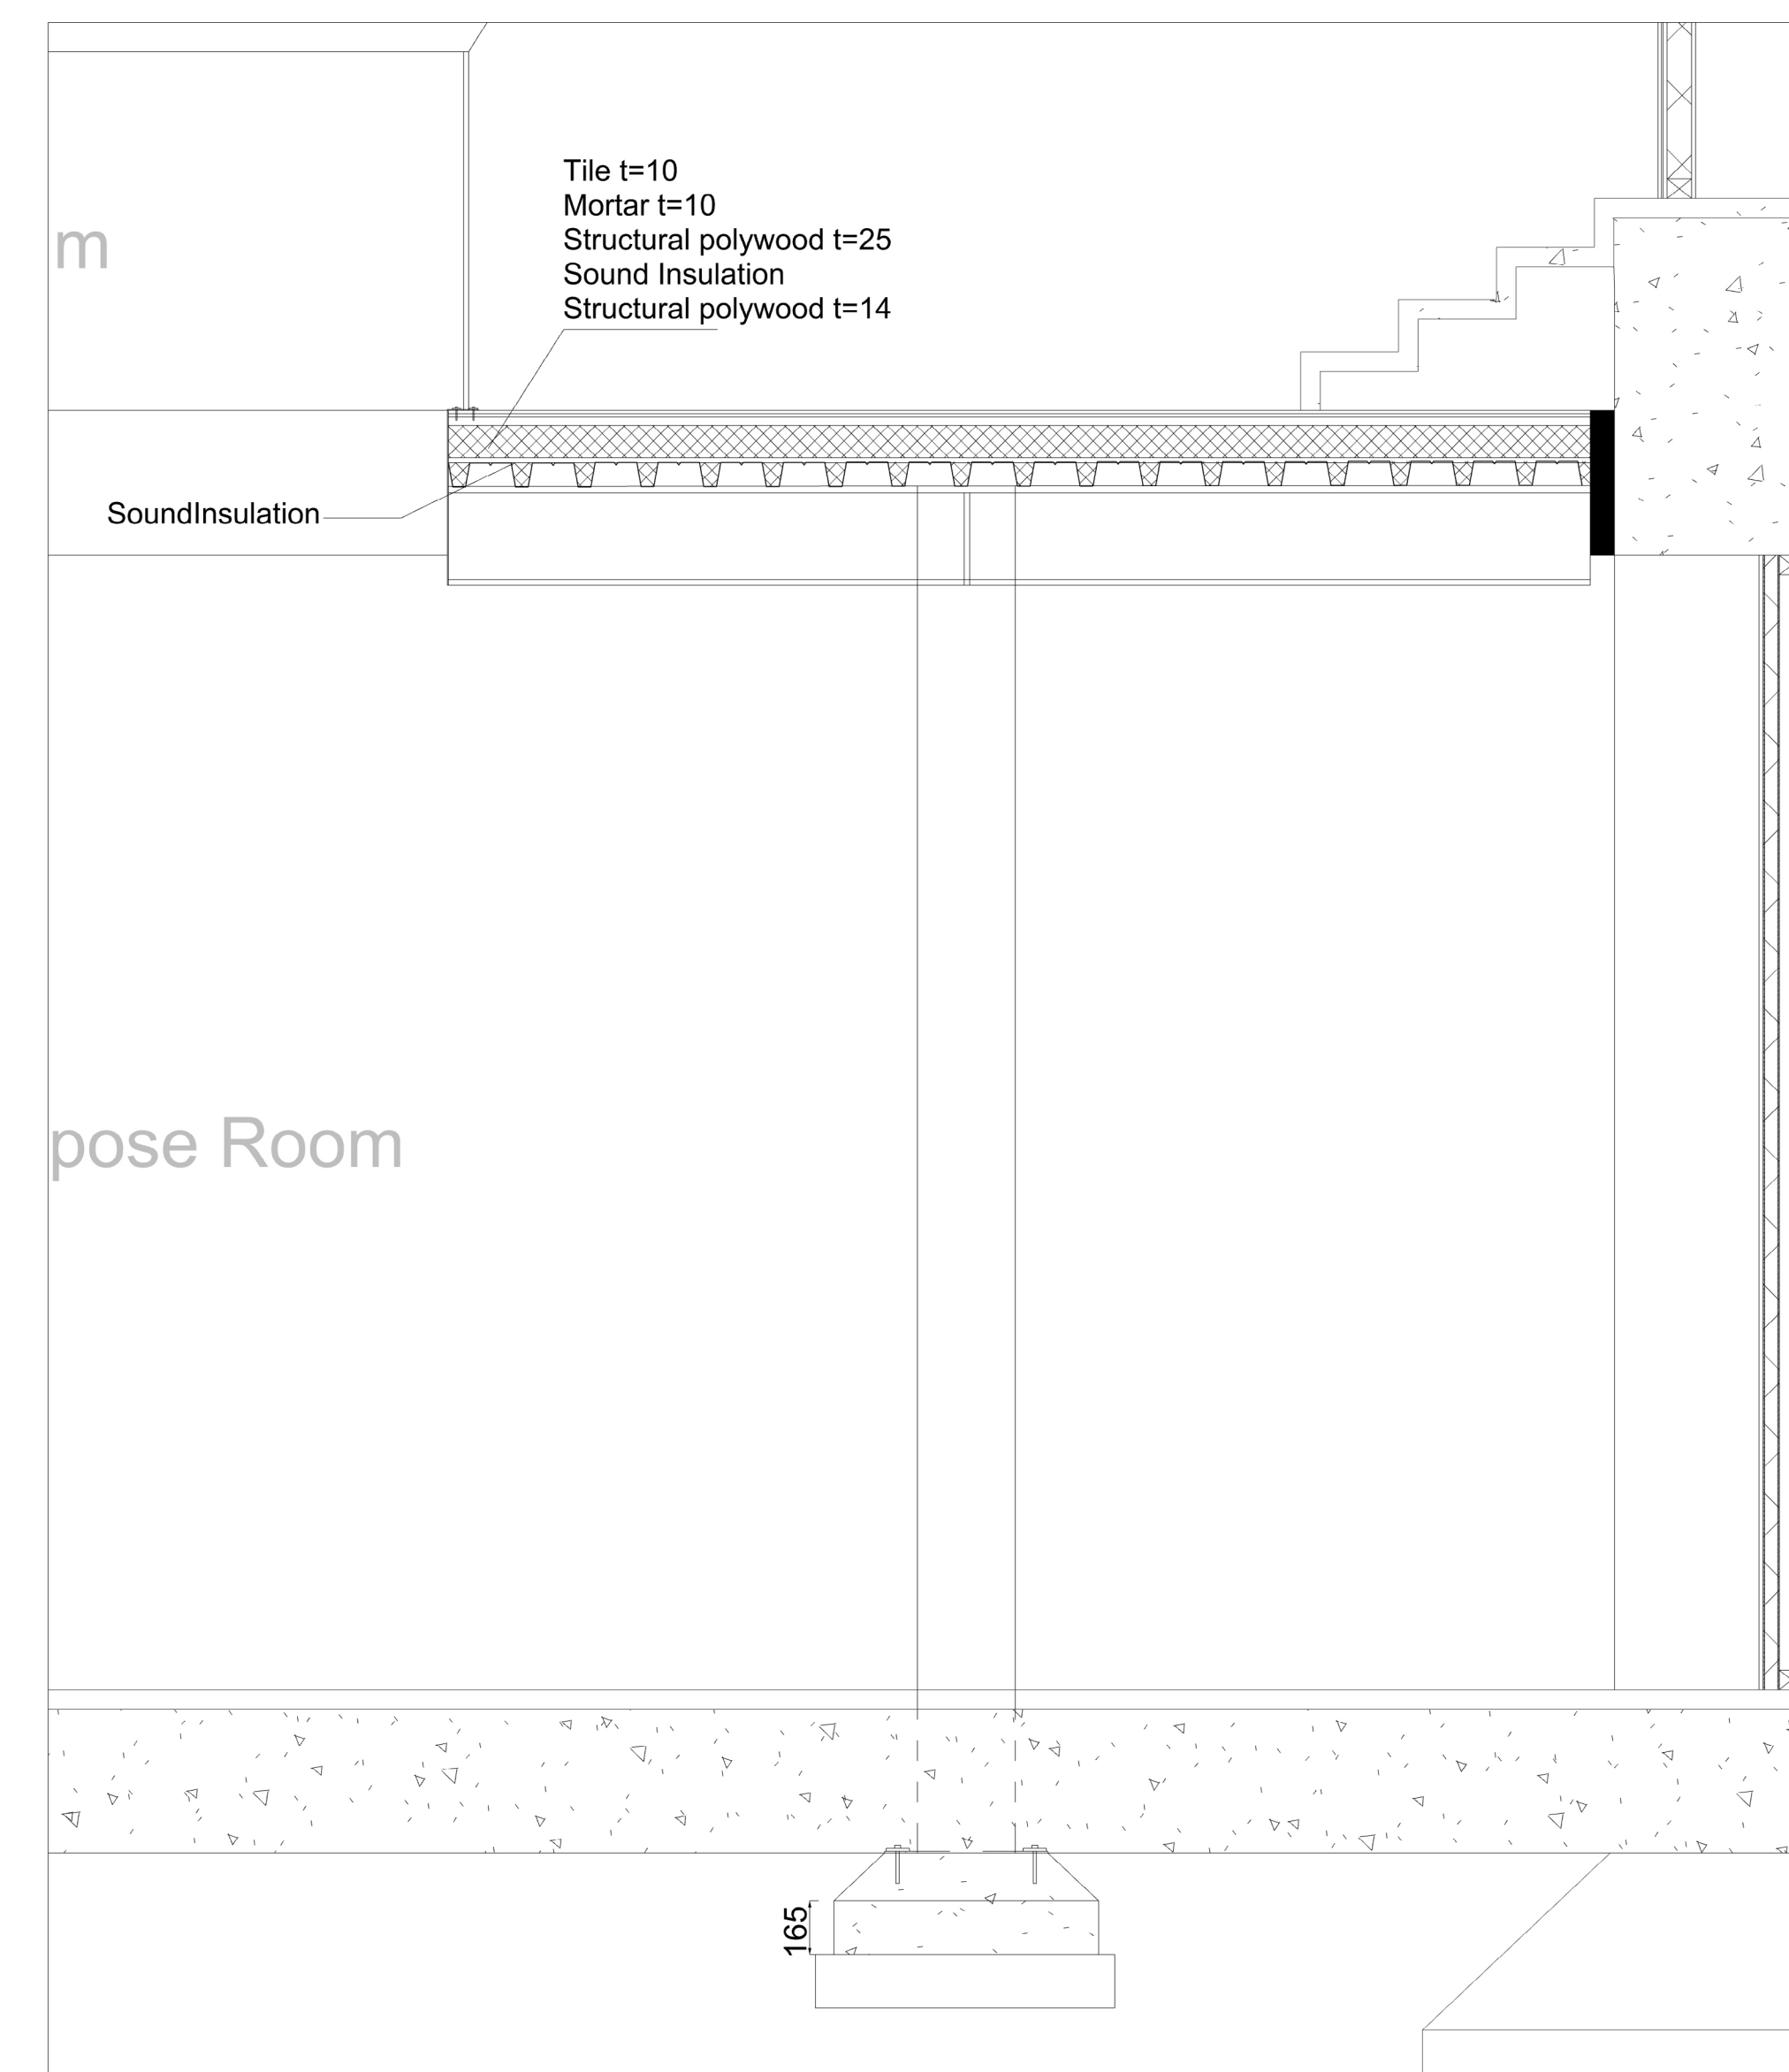 Tile t=10
Mortar t=10
Structural polywood t=25
Sound Insulation
Structural polywood t=14
m
SoundInsulation
pose Room
165